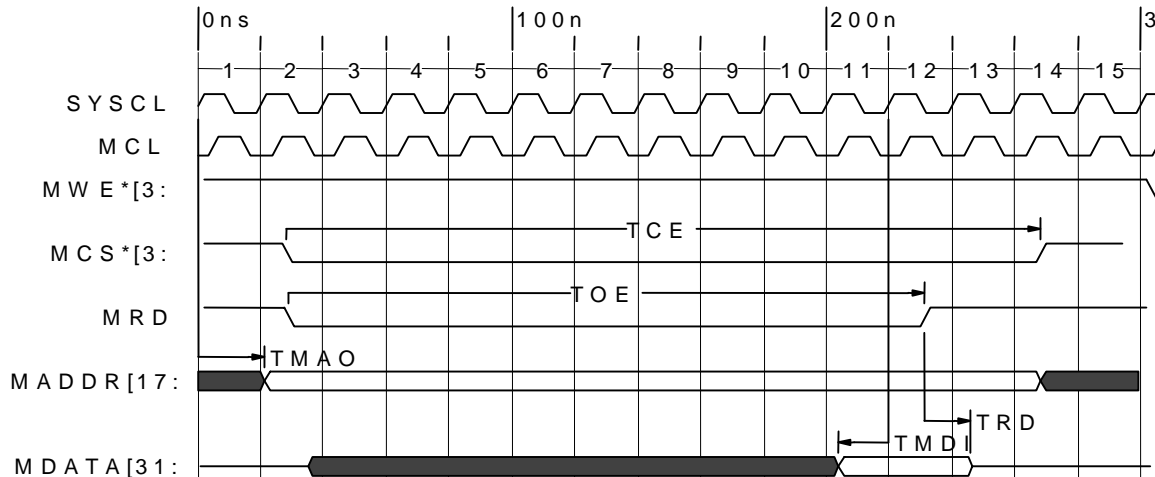 0ns 100n 200n 3
1 2 3 4 5 6 7 8 9 10 11 12 13 14 15
SYSCL
MCL
MWE*[3:
TCE
MCS*[3:
TOE
MRD
TMAO
MADDR[17:
TRD
TMDI
MDATA[31: